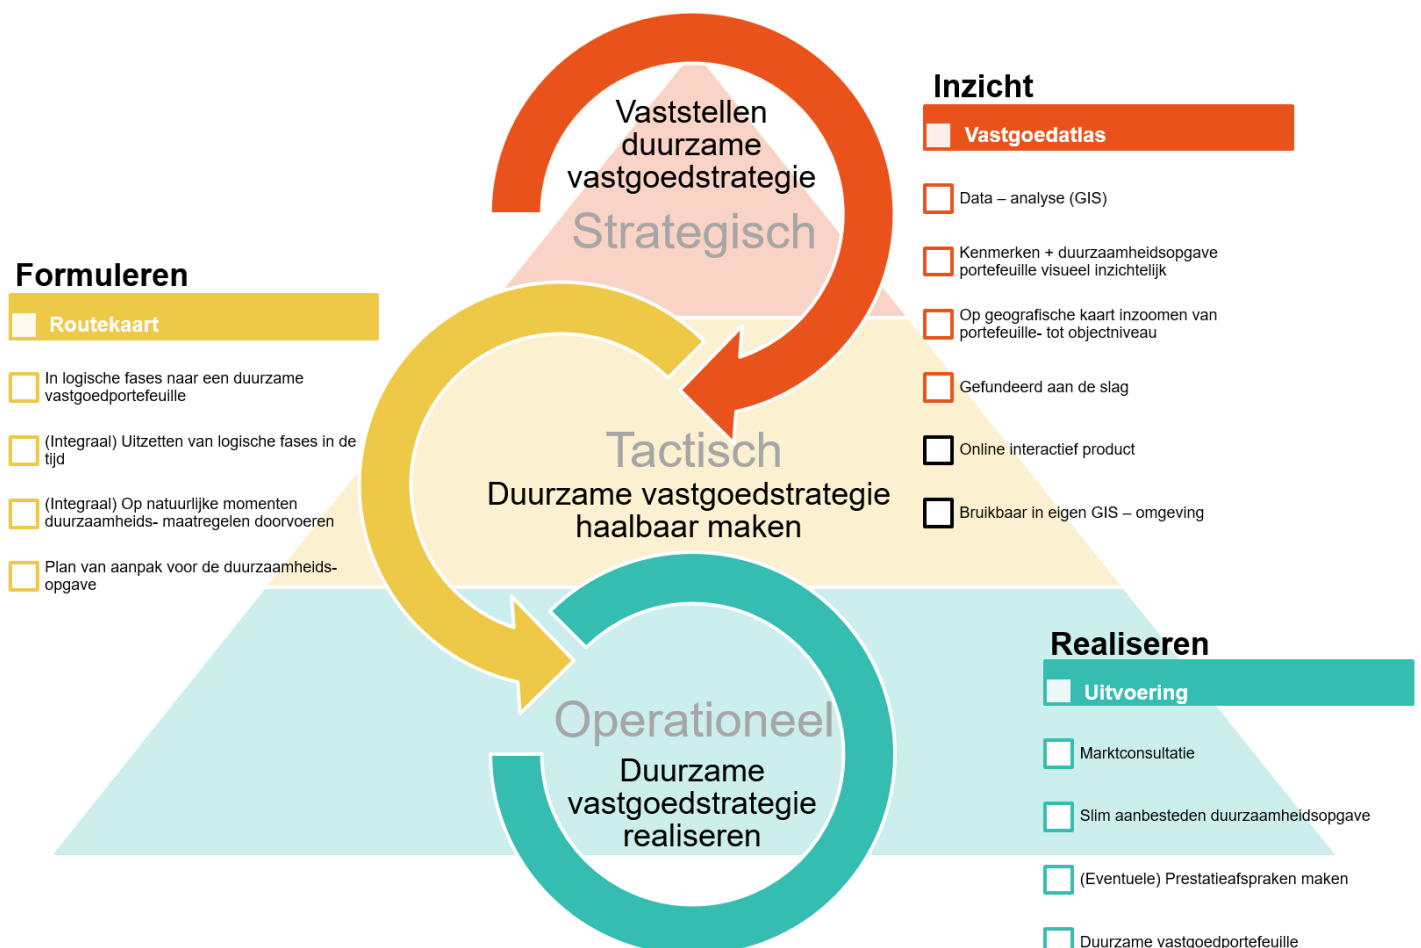 Vaststellen
duurzame
vastgoedstrategie
Strategisch
Inzicht
Vastgoedatlas
Data – analyse (GIS)
Kenmerken + duurzaamheidsopgave
portefeuille visueel inzichtelijk
Op geografische kaart inzoomen van
portefeuille- tot objectniveau
Gefundeerd aan de slag
Online interactief product
Bruikbaar in eigen GIS – omgeving
Formuleren
Routekaart
In logische fases naar een duurzame
vastgoedportefeuille
(Integraal) Uitzetten van logische fases in de
tijd
(Integraal) Op natuurlijke momenten
duurzaamheids- maatregelen doorvoeren
Plan van aanpak voor de duurzaamheids-
opgave
Tactisch
Duurzame vastgoedstrategie
haalbaar maken
Operationeel
Duurzame
vastgoedstrategie
realiseren
Realiseren
Uitvoering
Marktconsultatie
Slim aanbesteden duurzaamheidsopgave
(Eventuele) Prestatieafspraken maken
Duurzame vastgoedportefeuille